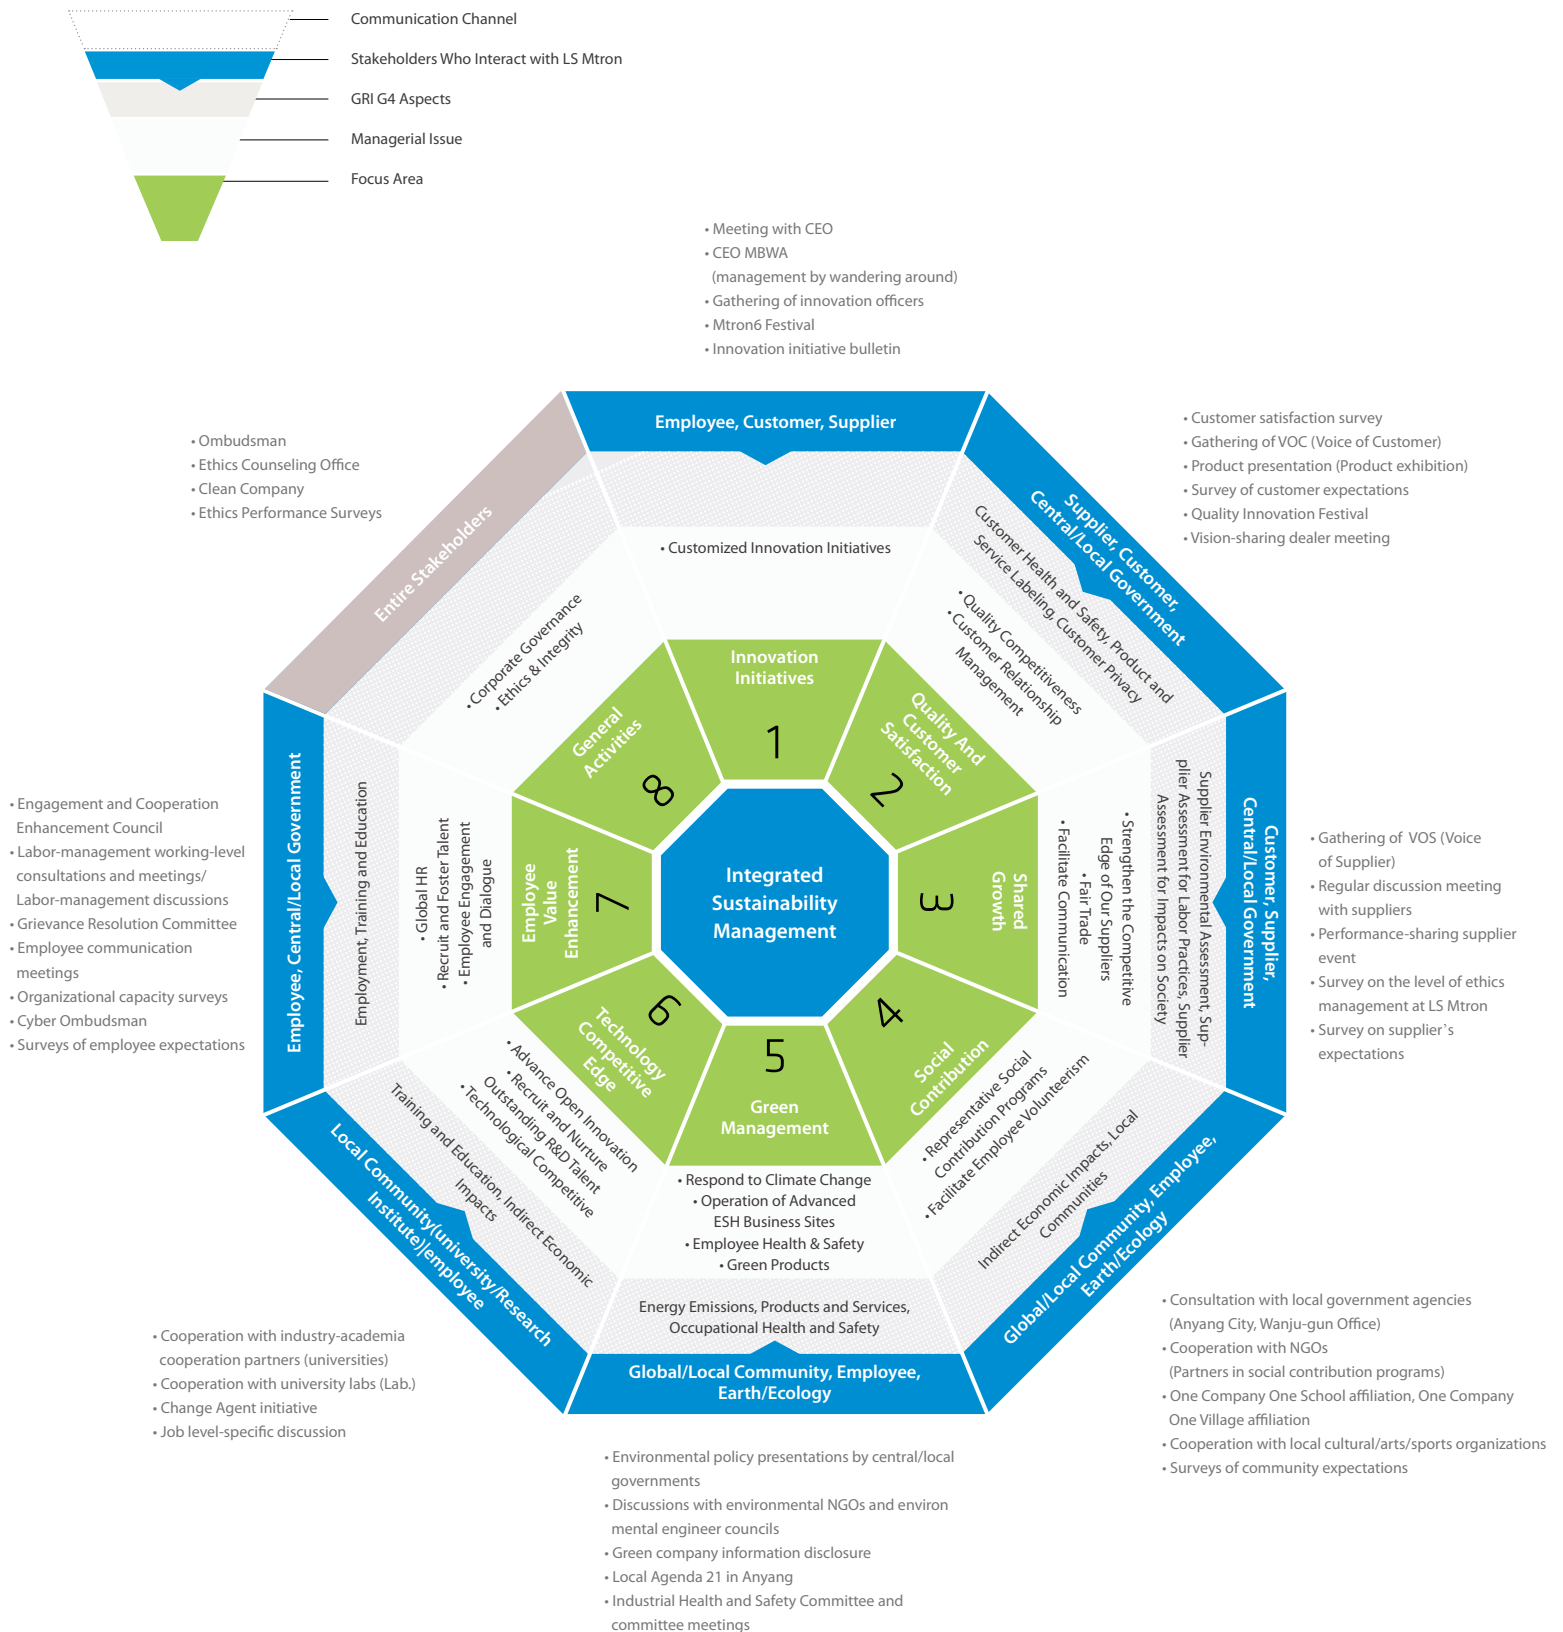 Communication Channel
Stakeholders Who Interact with LS Mtron
GRI G4 Aspects
Managerial Issue
Focus Area
• Meeting with CEO
• CEO MBWA
(management by wandering around)
• Gathering of innovation officers
• Mtron6 Festival
• Innovation initiative bulletin
Employee, Customer, Supplier
• Customized Innovation Initiatives
Innovation
Initiatives
1
• Customer satisfaction survey
• Gathering of VOC (Voice of Customer)
• Product presentation (Product exhibition)
• Survey of customer expectations
• Quality Innovation Festival
• Vision-sharing dealer meeting
Supplier, Customer,
Central/Local Government
Customer Health and Safety, Product and
Service Labeling, Customer Privacy
• Quality Competitiveness
• Customer Relationship
Management
Quality And
Customer
Satisfaction
2
• Gathering of VOS (Voice
of Supplier)
• Regular discussion meeting
with suppliers
• Performance-sharing supplier
event
• Survey on the level of ethics
management at LS Mtron
• Survey on supplier's
expectations
Customer, Supplier,
Central/Local Government
Supplier Environmental Assessment, Sup-
plier Assessment for Labor Practices, Supplier
Assessment for Impacts on Society
• Strengthen the Competitive
Edge of Our Suppliers
• Fair Trade
• Facilitate Communication
Shared
Growth
3
• Consultation with local government agencies
(Anyang City, Wanju-gun Office)
• Cooperation with NGOs
(Partners in social contribution programs)
• One Company One School affiliation, One Company
One Village affiliation
• Cooperation with local cultural/arts/sports organizations
• Surveys of community expectations
Global/Local Community, Employee,
Earth/Ecology
Indirect Economic Impacts, Local
Communities
• Representative Social
Contribution Programs
• Facilitate Employee Volunteerism
Social
Contribution
4
5
Green
Management
• Respond to Climate Change
• Operation of Advanced
ESH Business Sites
• Employee Health & Safety
• Green Products
Energy Emissions, Products and Services,
Occupational Health and Safety
Global/Local Community, Employee,
Earth/Ecology
• Environmental policy presentations by central/local
governments
• Discussions with environmental NGOs and environ
mental engineer councils
• Green company information disclosure
• Local Agenda 21 in Anyang
• Industrial Health and Safety Committee and
committee meetings
6
Technology
Competitive
Edge
• Advance Open Innovation
• Recruit and Nurture
Outstanding R&D Talent
• Technological Competitive
Training and Education, Indirect Economic
Impacts
Local Community(university/Research
Institute)|employee
• Cooperation with industry-academia
cooperation partners (universities)
• Cooperation with university labs (Lab.)
• Change Agent initiative
• Job level-specific discussion
7
Employee
Value
Enhancement
• Global HR
• Recruit and Foster Talent
• Employee Engagement
and Dialogue
Employment, Training and Education
Employee, Central/Local Government
• Engagement and Cooperation
Enhancement Council
• Labor-management working-level
consultations and meetings/
Labor-management discussions
• Grievance Resolution Committee
• Employee communication
meetings
• Organizational capacity surveys
• Cyber Ombudsman
• Surveys of employee expectations
8
General
Activities
• Corporate Governance
• Ethics & Integrity
Entire Stakeholders
• Ombudsman
• Ethics Counseling Office
• Clean Company
• Ethics Performance Surveys
Integrated
Sustainability
Management